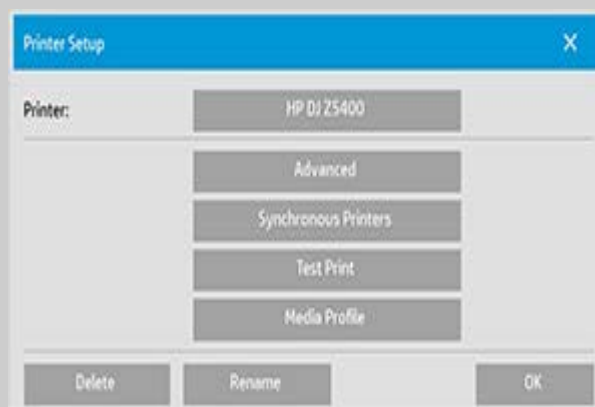 Printer Setup X
Printer: HP DJ Z5400
Advanced
Synchronous Printers
Test Print
Media Profile
Delete Rename OK